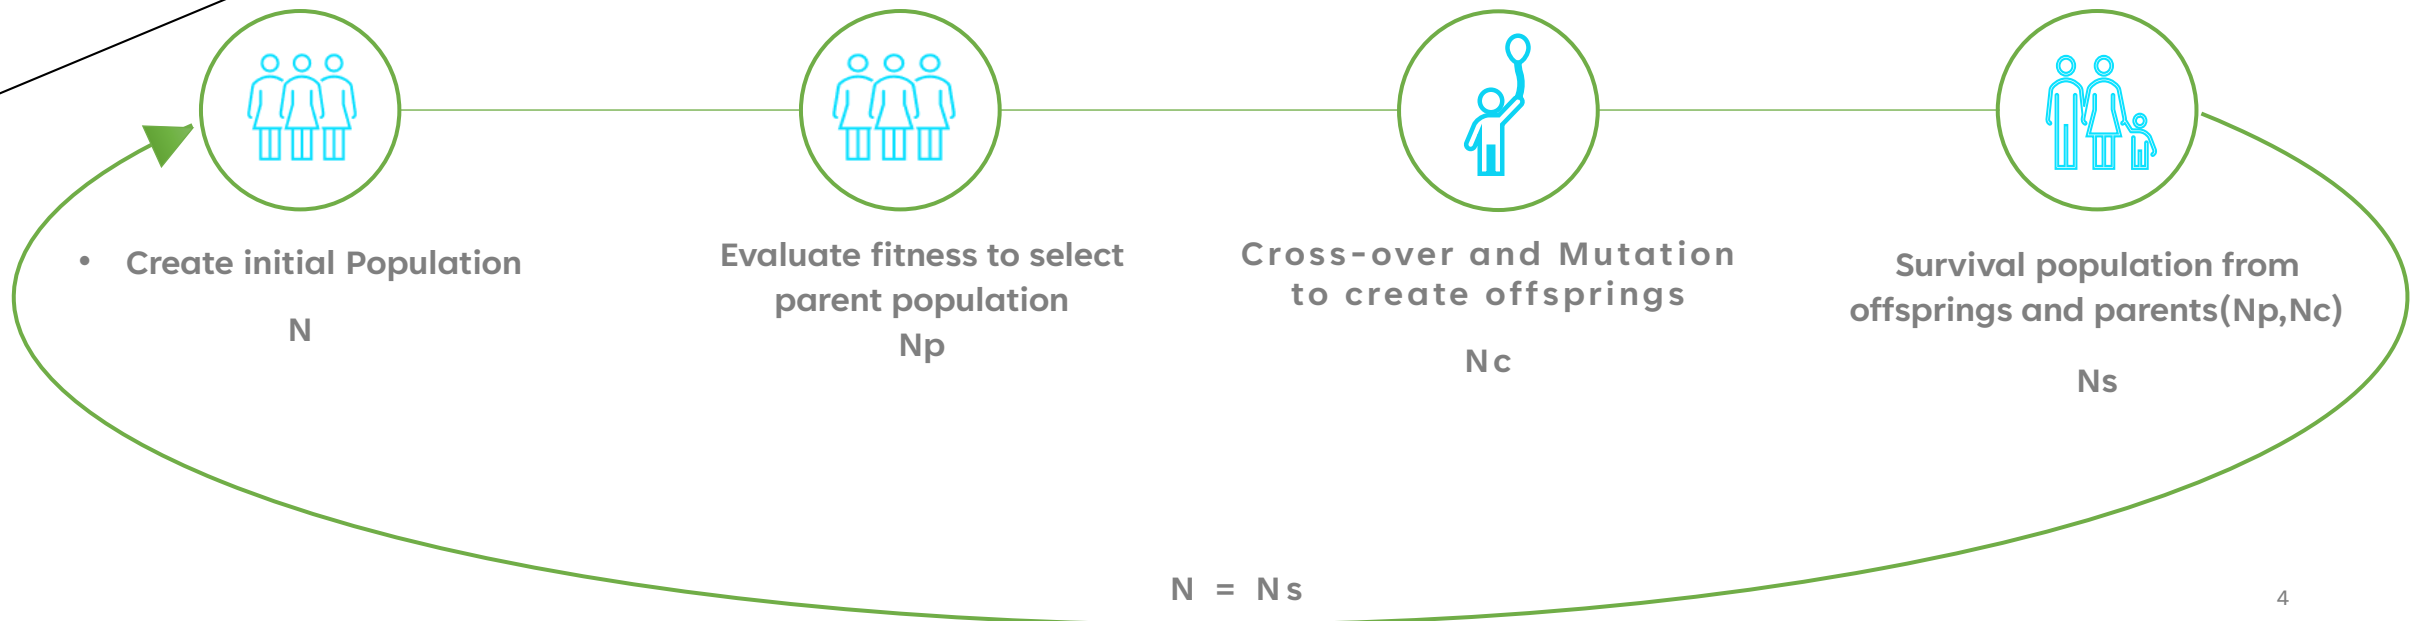 • Create initial Population
N
Evaluate fitness to select
parent population
Np
Cross-over and Mutation
to create offsprings
Nc
Survival population from
offsprings and parents(Np,Nc)
Ns
N = Ns
4